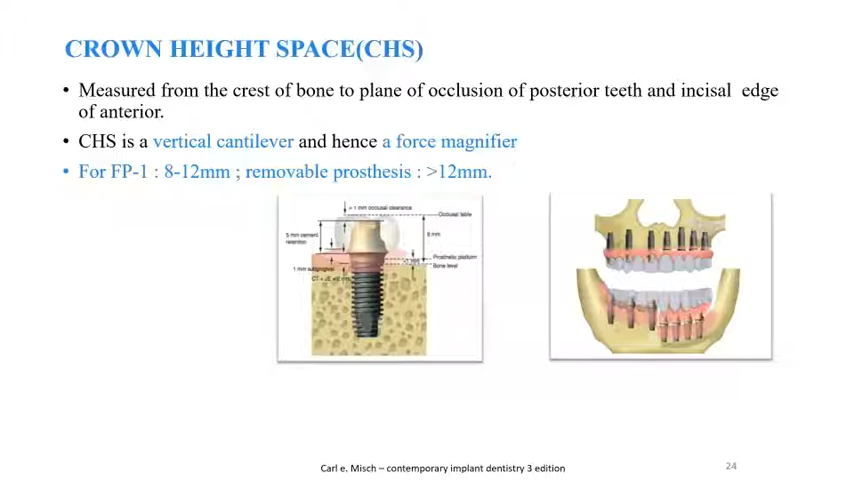 CROWN HEIGHT SPACE(CHS)
• Measured from the crest of bone to plane of occlusion of posterior teeth and incisal edge
of anterior.
• CHS is a vertical cantilever and hence a force magnifier
• For FP-1 : 8-12mm ; removable prosthesis : >12mm.
1 mm occlusal clearance
Occlusal table
5 mm cement
retention
8 mm
Prosthetic platform
Bone level
1 mm subgingival
Carl e. Misch – contemporary implant dentistry 3 edition
24